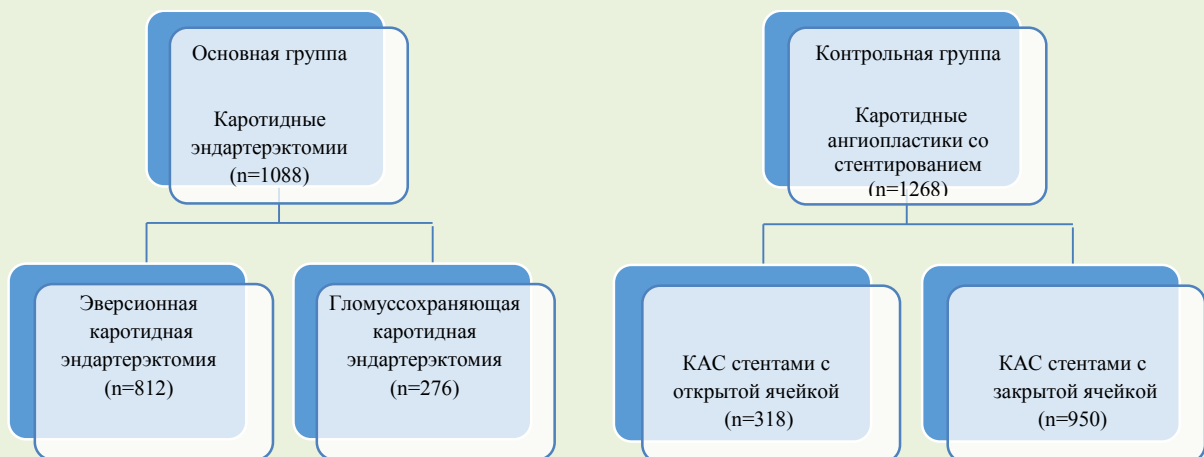 Основная группа
Каротидные
эндартерэктомии
(n=1088)
Эверсионная
каротидная
эндартерэктомия
(n=812)
Гломуссохраняющая
каротидная
эндартерэктомия
(n=276)
Контрольная группа
Каротидные
ангиопластики со
стентированием
(n=1268)
КАС стентами с
открытой ячейкой
(n=318)
КАС стентами с
закрытой ячейкой
(n=950)